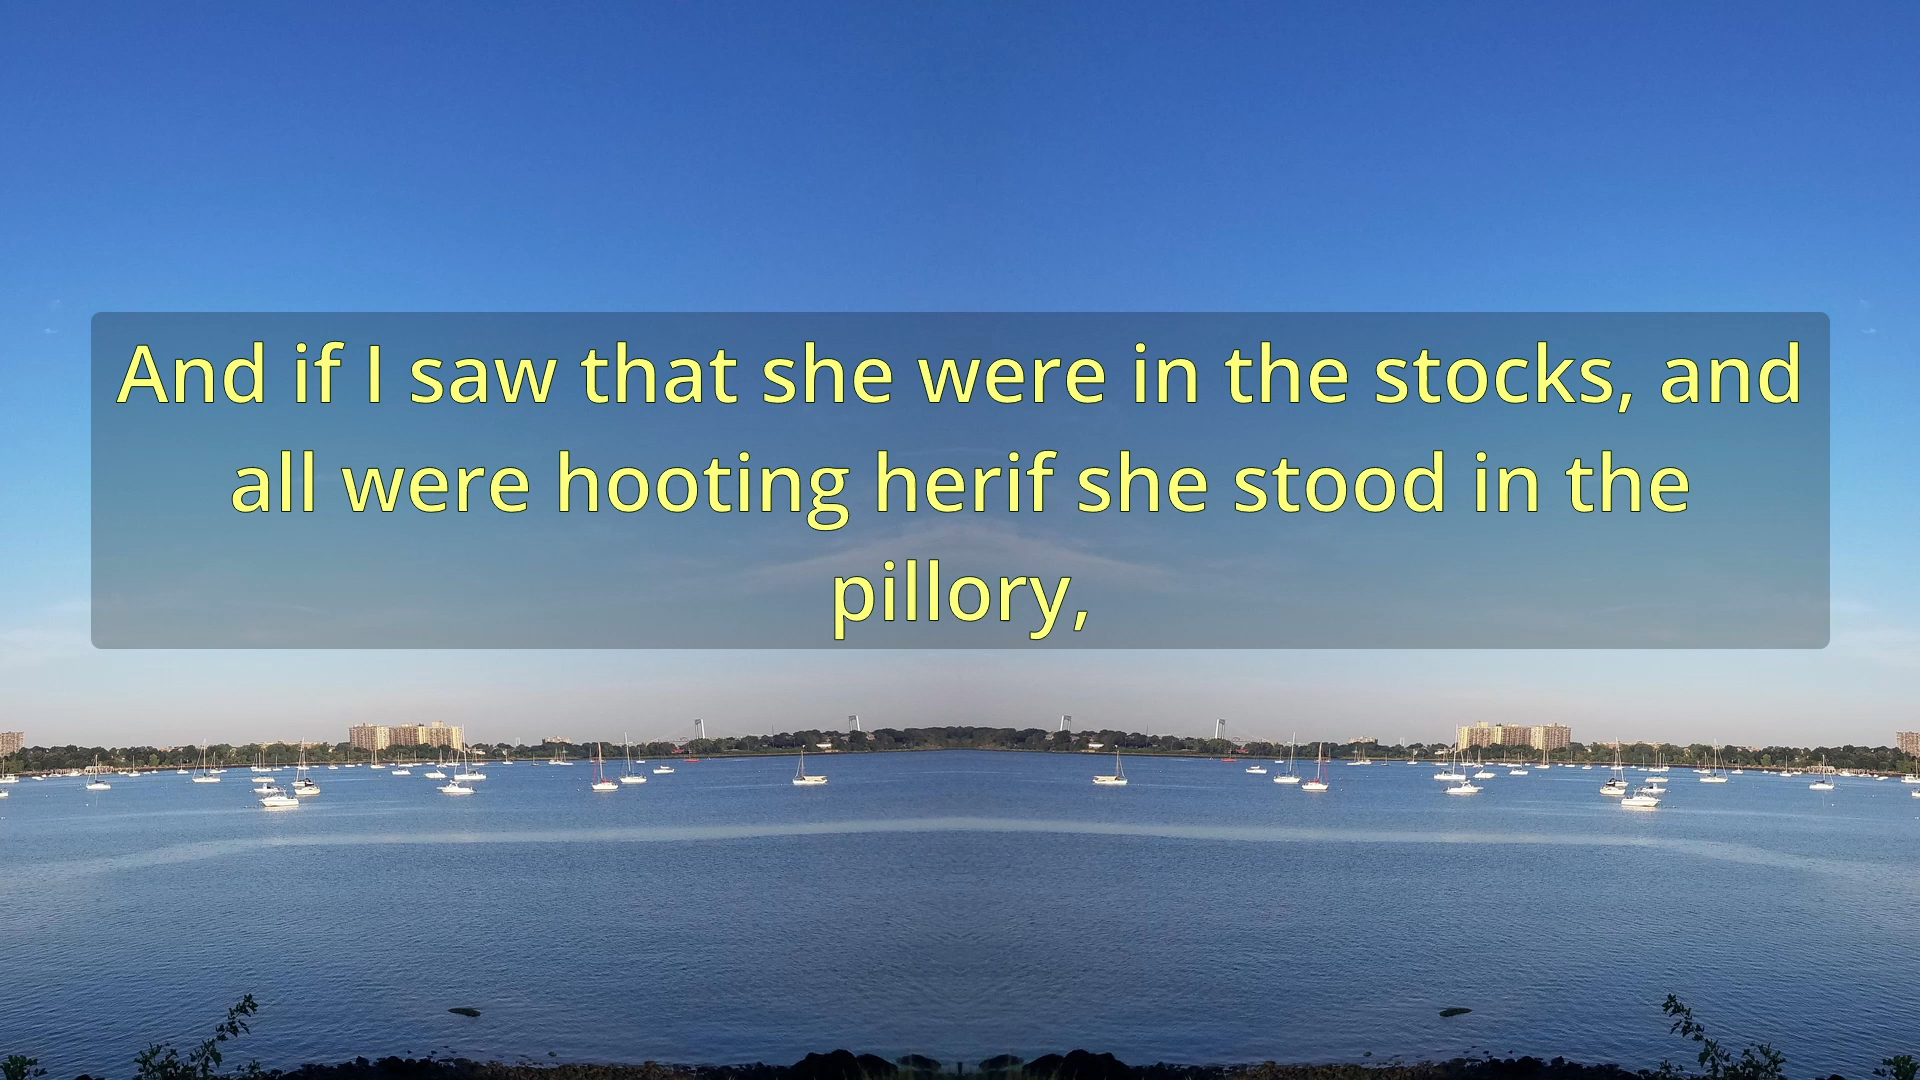 And if I saw that she were in the stocks, and
all were hooting herif she stood in the
pillory,